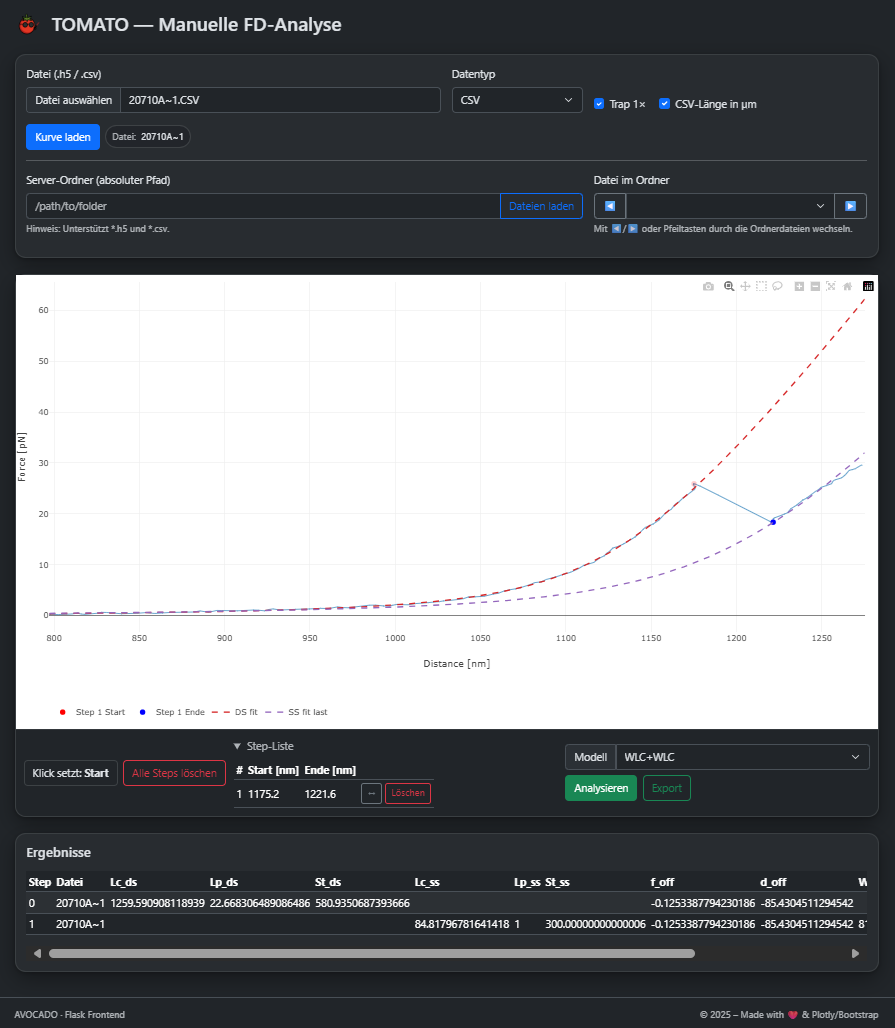 TOMATO — Manuelle FD-Analyse
Datei (.h5 / .csv)
Datentyp
Datei auswählen 20710A~1.CSV
CSV
Trap 1× CSV-Länge in µm
Kurve laden Datei: 20710A~1
Server-Ordner (absoluter Pfad)
Datei im Ordner
/path/to/folder Dateien laden
Hinweis: Unterstützt *.h5 und *.csv.
Mit ◀/▶ oder Pfeiltasten durch die Ordnerdateien wechseln.
60
50
40
30
20
10
0
Force [pN]
800 850 900 950 1000 1050 1100 1150 1200 1250
Distance [nm]
Step 1 Start Step 1 Ende DS fit SS fit last
Klick setzt: Start Alle Steps löschen
▼ Step-Liste
# Start [nm] Ende [nm]
1 1175.2 1221.6 ↔ Löschen
Modell WLC+WLC
Analysieren Export
Ergebnisse
Step Datei Lc_ds Lp_ds St_ds Lc_ss Lp_ss St_ss f_off d_off W
0 20710A~1 1259.590908118939 22.668306489086486 580.9350687393666 -0.1253387794230186 -85.4304511294542
1 20710A~1 84.81796781641418 1 300.00000000000006 -0.1253387794230186 -85.4304511294542 81
AVOCADO · Flask Frontend
© 2025 – Made with ❤ & Plotly/Bootstrap